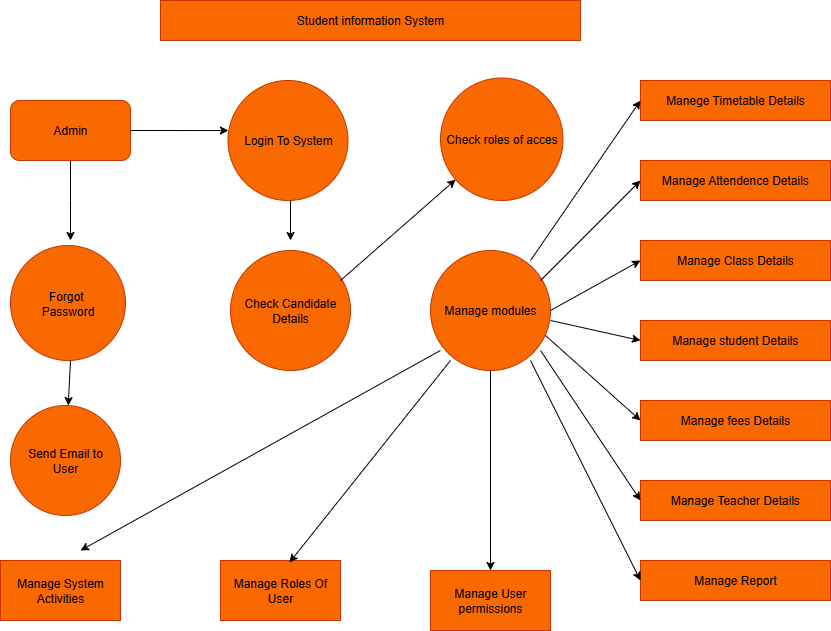 Student information System
Admin
Login To System
Check roles of acces
Manege Timetable Details
Manage Attendence Details
Manage Class Details
Forgot
Password
Check Candidate
Details
Manage modules
Manage student Details
Manage fees Details
Send Email to
User
Manage Teacher Details
Manage System
Activities
Manage Roles Of
User
Manage User
permissions
Manage Report